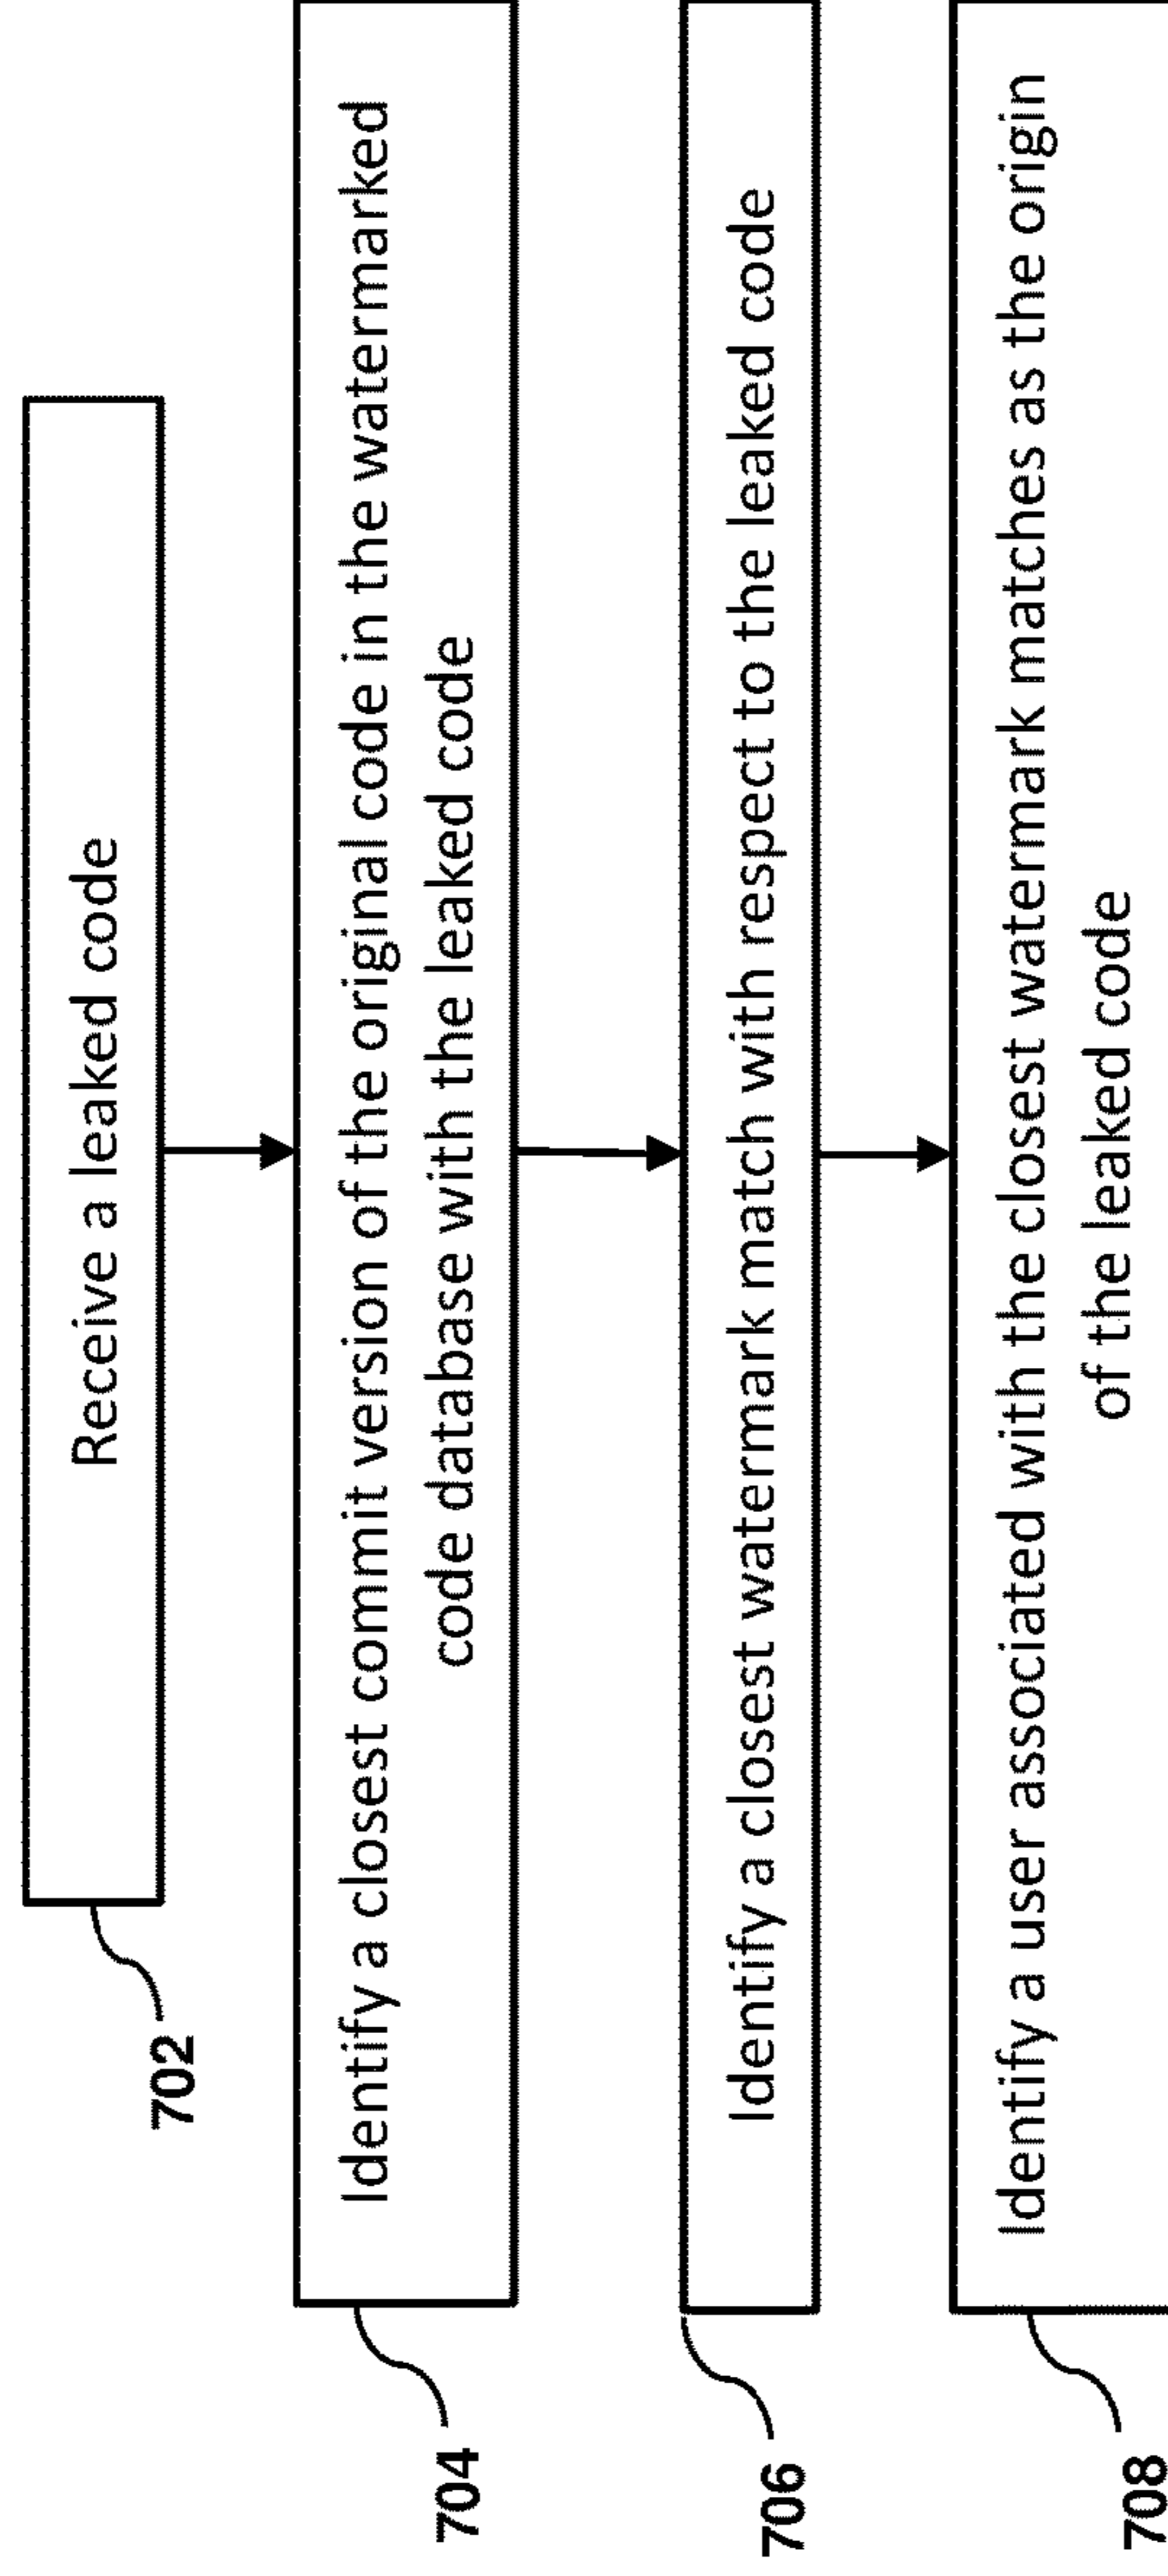 Receive a leaked code
702
Identify a closest commit version of the original code in the watermarked
code database with the leaked code
704
Identify a closest watermark match with respect to the leaked code
706
Identify a user associated with the closest watermark matches as the origin
of the leaked code
708